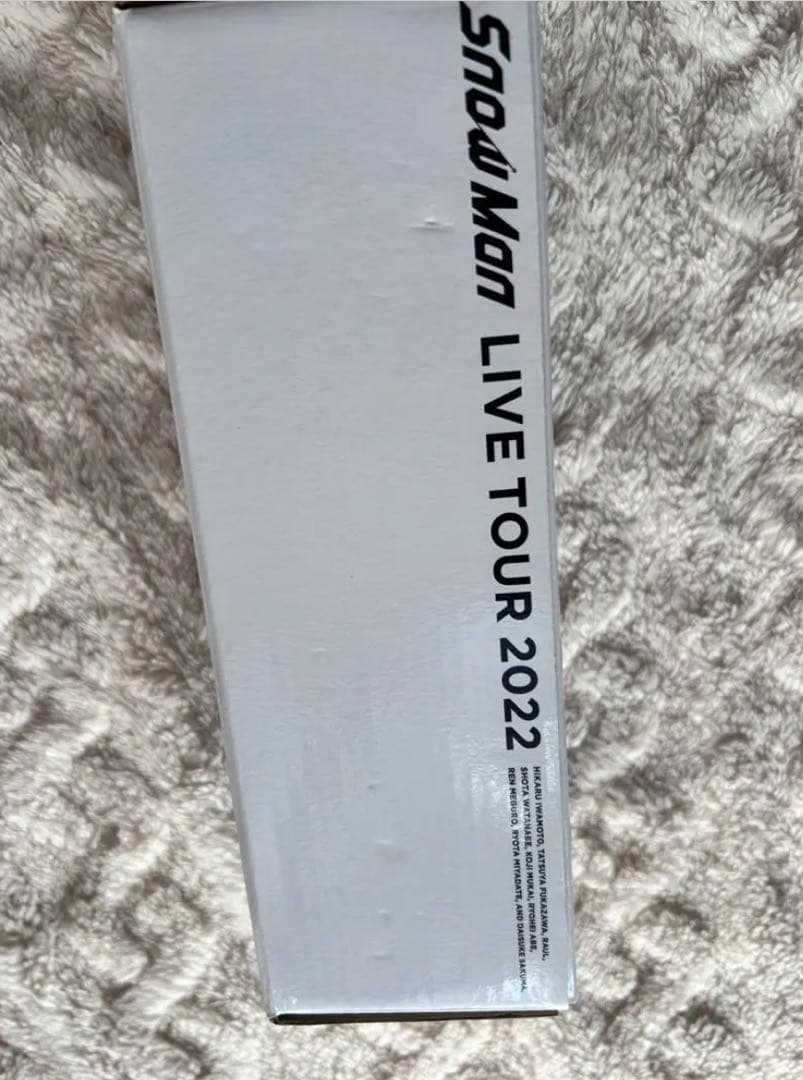 Snow Man LIVE TOUR 2022
HIKARU IWAMOTO, TATSUYA FUKAZAWA, RAUL,
SHOTA WATANABE, KOJI MUKAI, RYOHEI ABE,
REN MEGURO, RYOTA MIYADATE, AND DAISUKE SAKUMA.